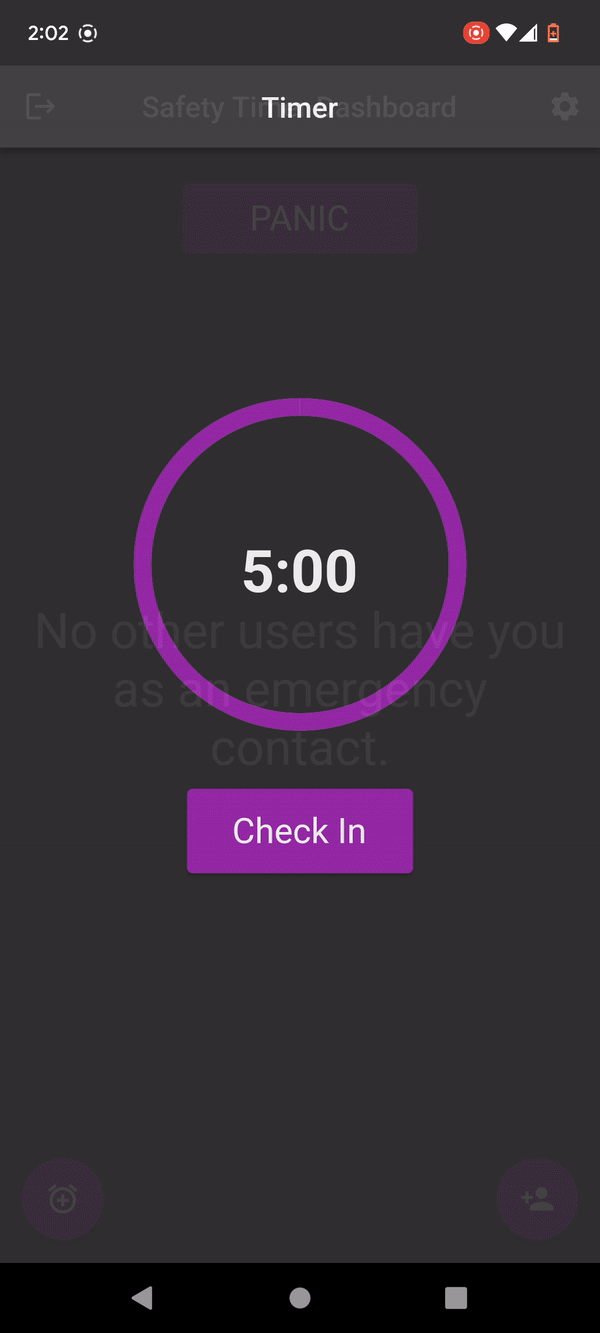 2:02
Safety Timer Dashboard
Timer
PANIC
5:00
No other users have you
as an emergency
contact.
Check In